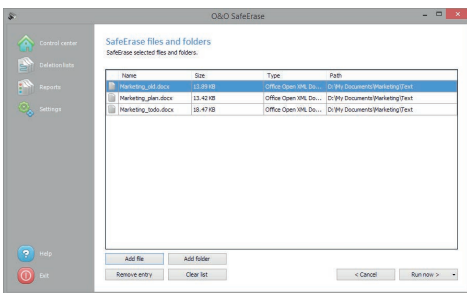 O&O SafeErase
Control center
Deletion lists
Reports
Settings
Help
Exit
SafeErase files and folders
SafeErase selected files and folders.
Name Size Type Path
Marketing_old.docx 13.89 KB Office Open XML Do... D:\My Documents\Marketing\Text
Marketing_plan.docx 13.42 KB Office Open XML Do... D:\My Documents\Marketing\Text
Marketing_todo.docx 18.47 KB Office Open XML Do... D:\My Documents\Marketing\Text
Add file Add folder
Remove entry Clear list < Cancel Run now >